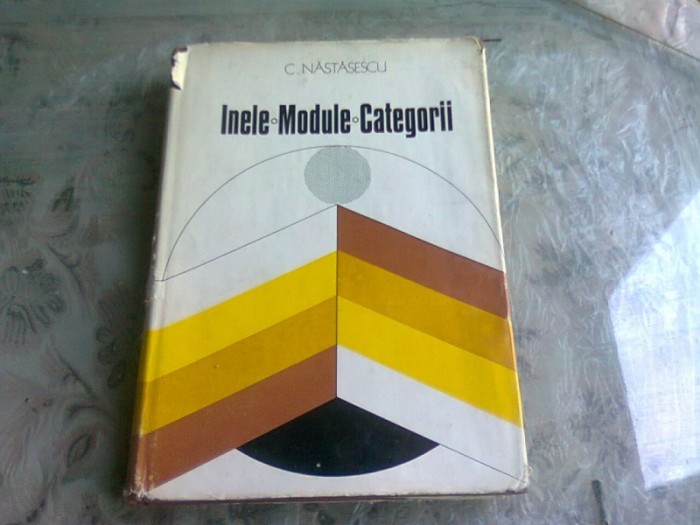 C. NĂSTĂSESCU
Inele◦Module◦Categorii